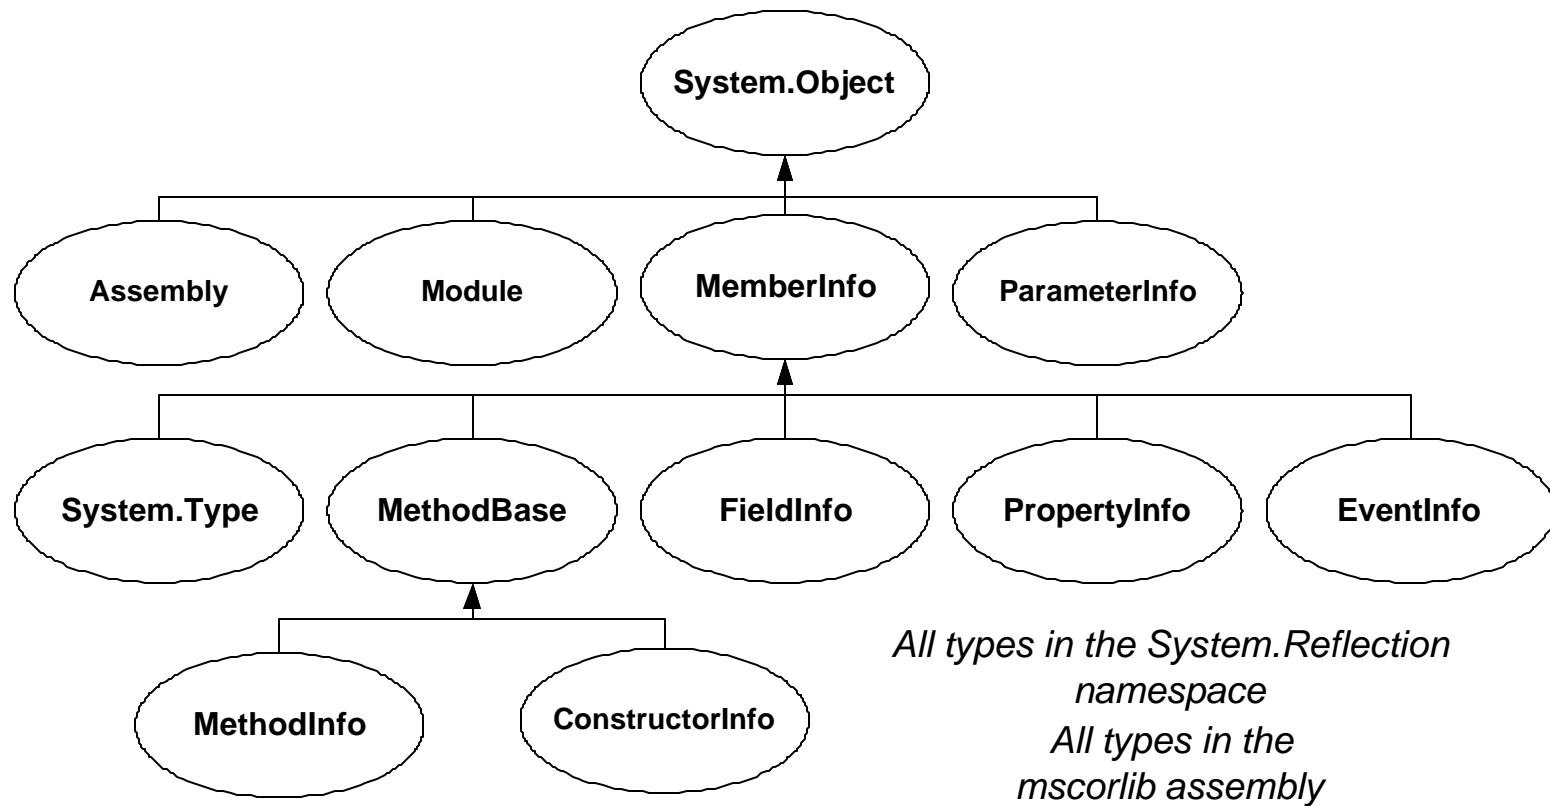 System.Object
Assembly
Module
MemberInfo
ParameterInfo
System.Type
MethodBase
FieldInfo
PropertyInfo
EventInfo
MethodInfo
ConstructorInfo
All types in the System.Reflection
namespace
All types in the
mscorlib assembly